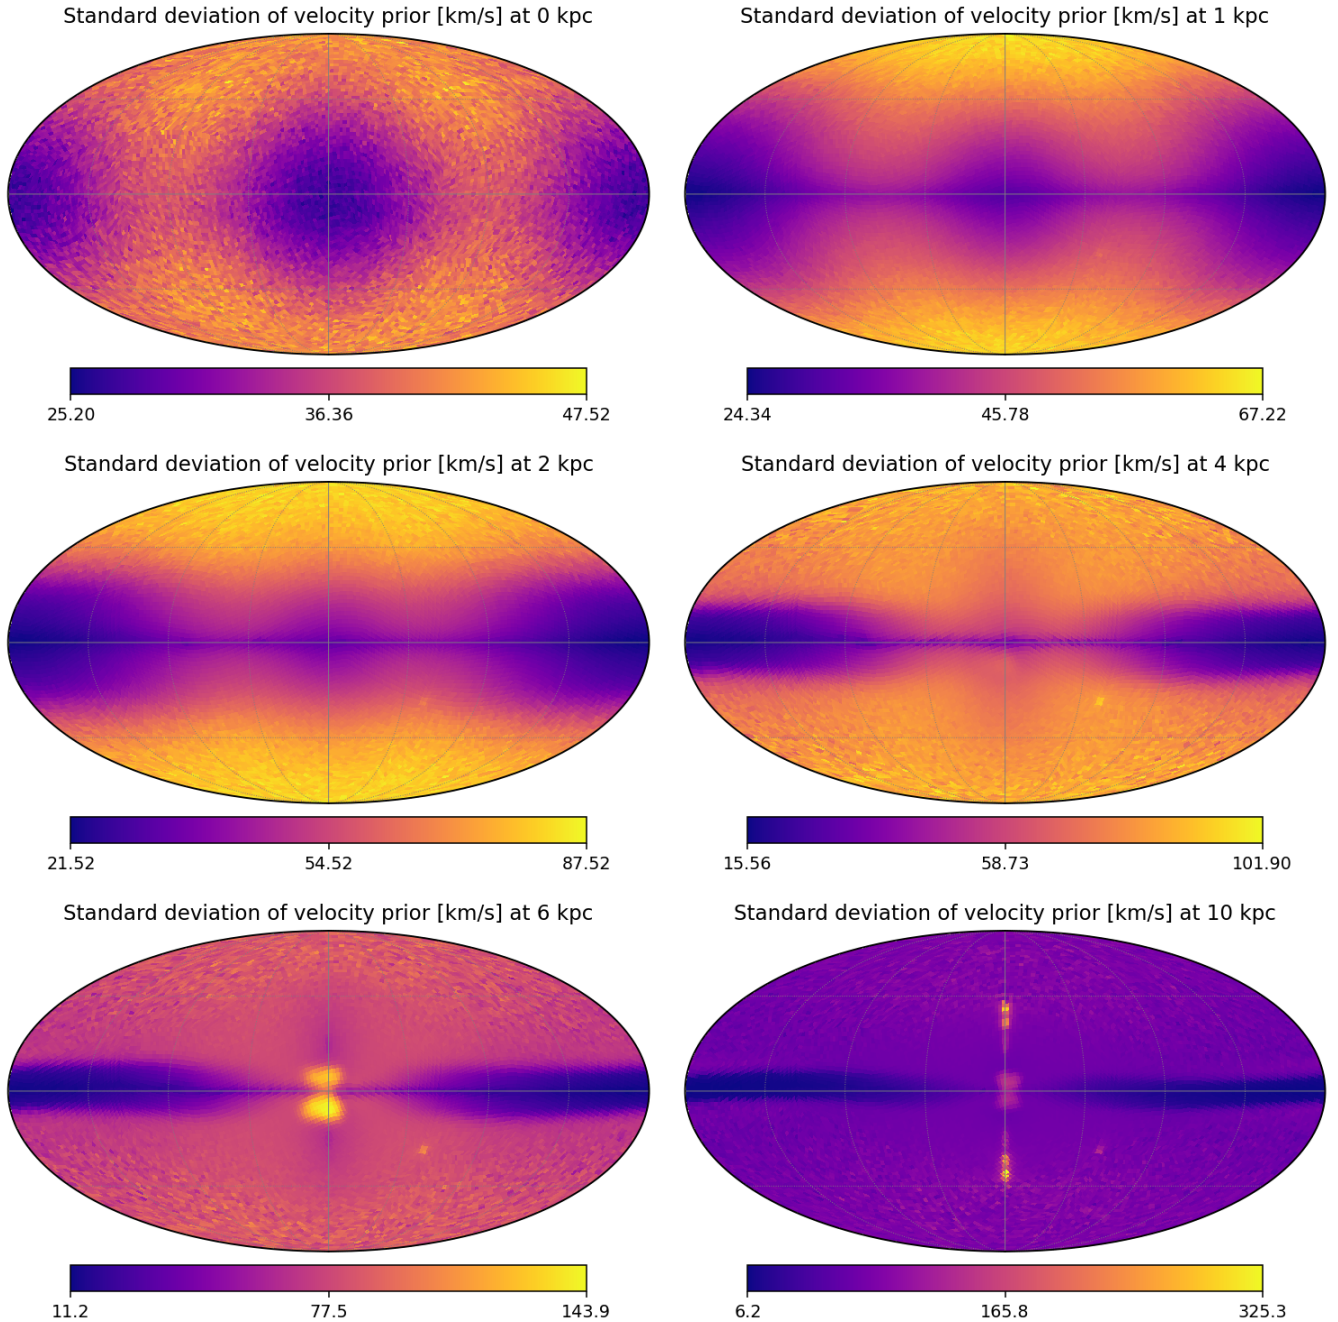 Standard deviation of velocity prior [km/s] at 0 kpc
25.20 36.36 47.52
Standard deviation of velocity prior [km/s] at 1 kpc
24.34 45.78 67.22
Standard deviation of velocity prior [km/s] at 2 kpc
21.52 54.52 87.52
Standard deviation of velocity prior [km/s] at 4 kpc
15.56 58.73 101.90
Standard deviation of velocity prior [km/s] at 6 kpc
11.2 77.5 143.9
Standard deviation of velocity prior [km/s] at 10 kpc
6.2 165.8 325.3